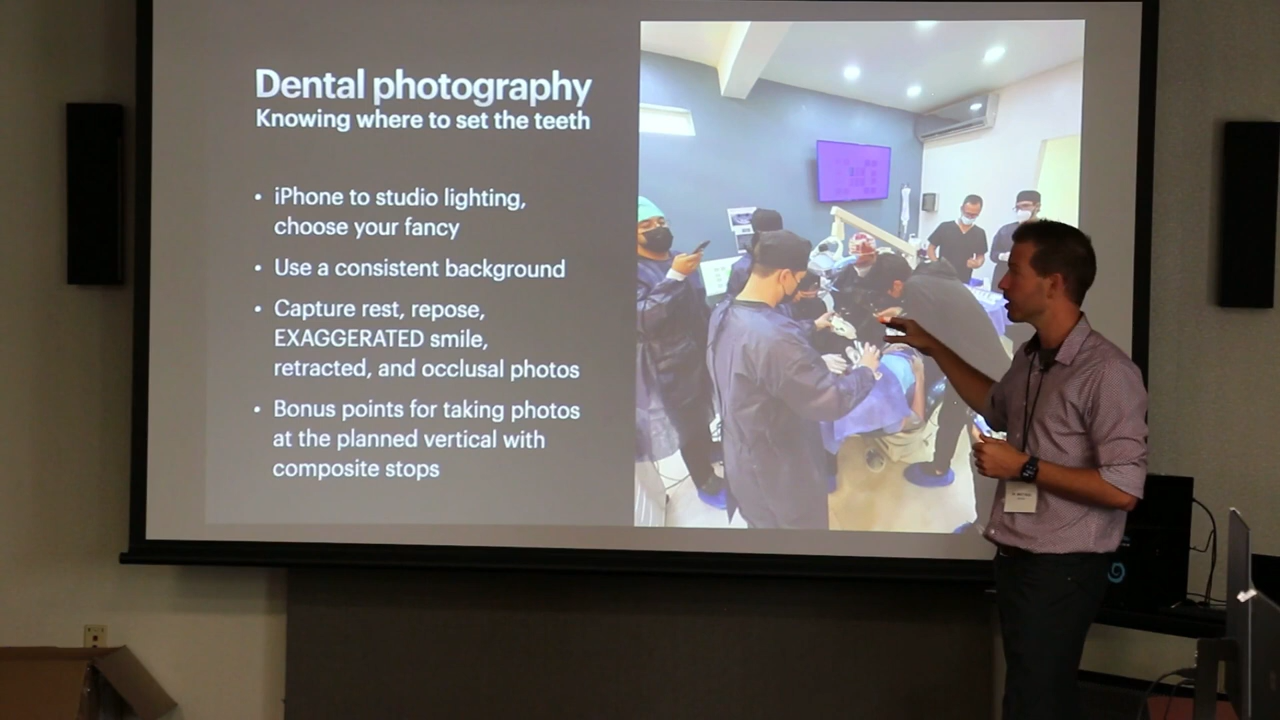 Dental photography
Knowing where to set the teeth
• iPhone to studio lighting,
choose your fancy
• Use a consistent background
• Capture rest, repose,
EXAGGERATED smile,
retracted, and occlusal photos
• Bonus points for taking photos
at the planned vertical with
composite stops